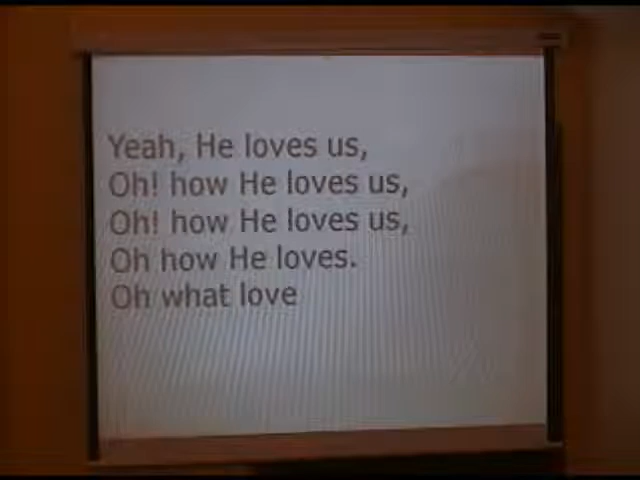 Yeah, He loves us,
Oh! how He loves us,
Oh! how He loves us,
Oh how He loves.
Oh what love